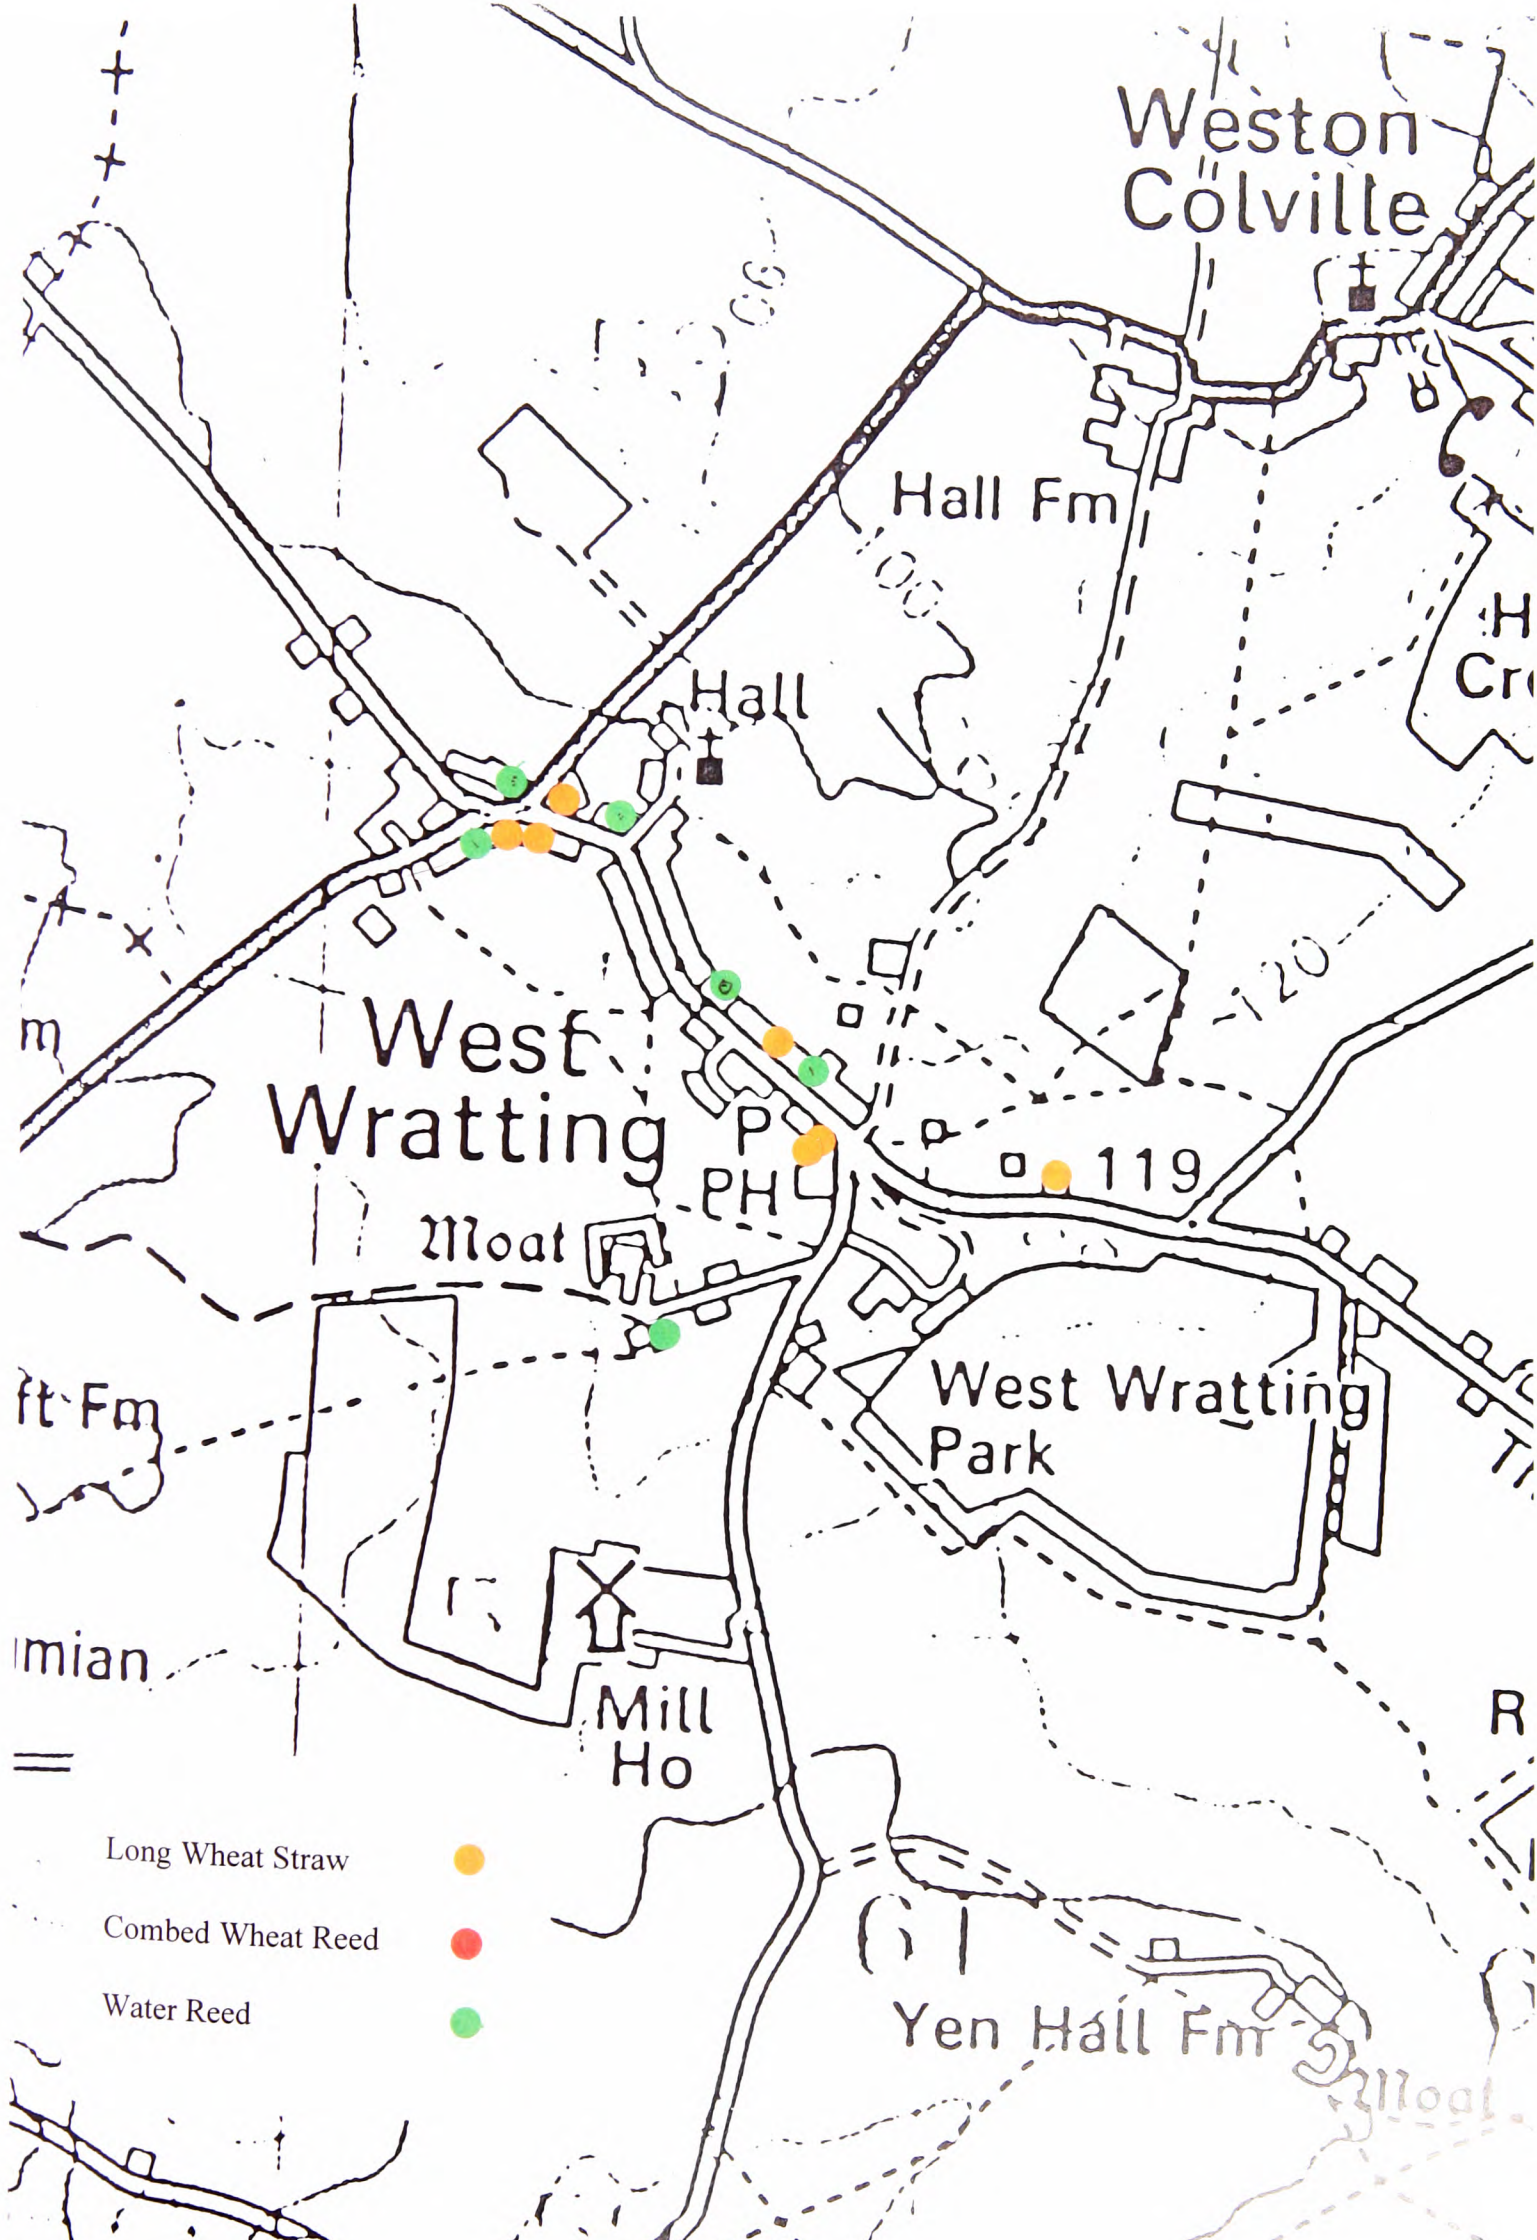 Weston
Colville
Hall Fm
100
H
Hall
120
m
West
Wratting
P
PH
119
Moat
West Wratting
Park
ft Fm
mian
Mill
Ho
R
Long Wheat Straw
Combed Wheat Reed
Water Reed
61
Yen Hall Fm
Moat